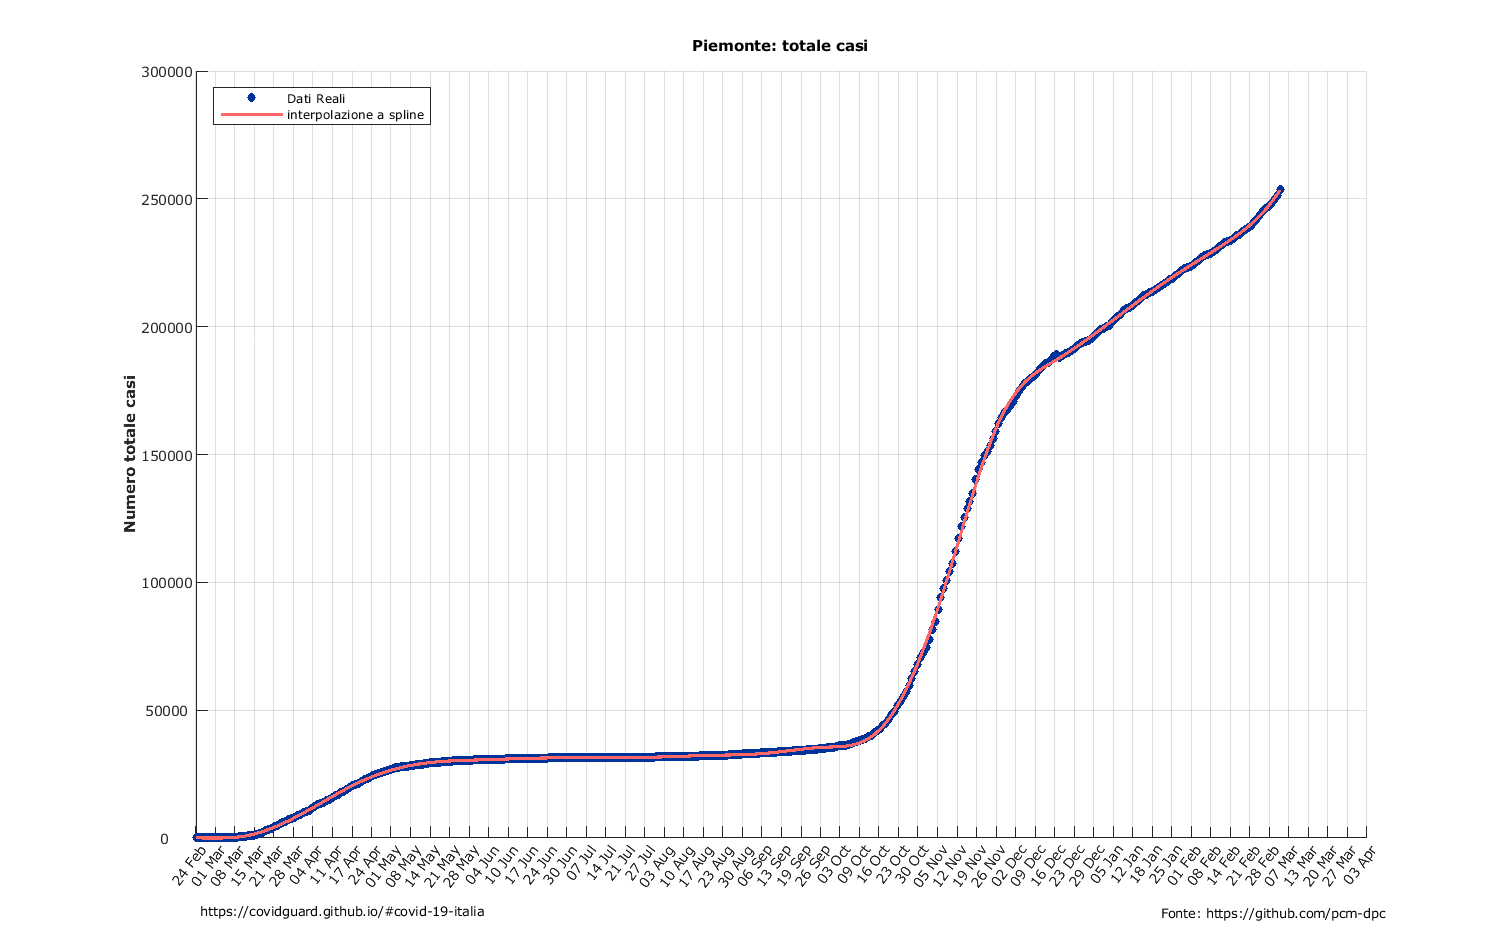 Piemonte: totale casi
300000
250000
200000
150000
100000
50000
0
Numero totale casi
Dati Reali
interpolazione a spline
24 Feb
01 Mar
08 Mar
15 Mar
21 Mar
28 Mar
04 Apr
11 Apr
17 Apr
24 Apr
01 May
08 May
14 May
21 May
28 May
04 Jun
10 Jun
17 Jun
24 Jun
30 Jun
07 Jul
14 Jul
21 Jul
27 Jul
03 Aug
10 Aug
17 Aug
23 Aug
30 Aug
06 Sep
13 Sep
19 Sep
26 Sep
03 Oct
09 Oct
16 Oct
23 Oct
30 Oct
05 Nov
12 Nov
19 Nov
26 Nov
02 Dec
09 Dec
16 Dec
23 Dec
29 Dec
05 Jan
12 Jan
18 Jan
25 Jan
01 Feb
08 Feb
14 Feb
21 Feb
28 Feb
07 Mar
13 Mar
20 Mar
27 Mar
03 Apr
https://covidguard.github.io/#covid-19-italia
Fonte: https://github.com/pcm-dpc